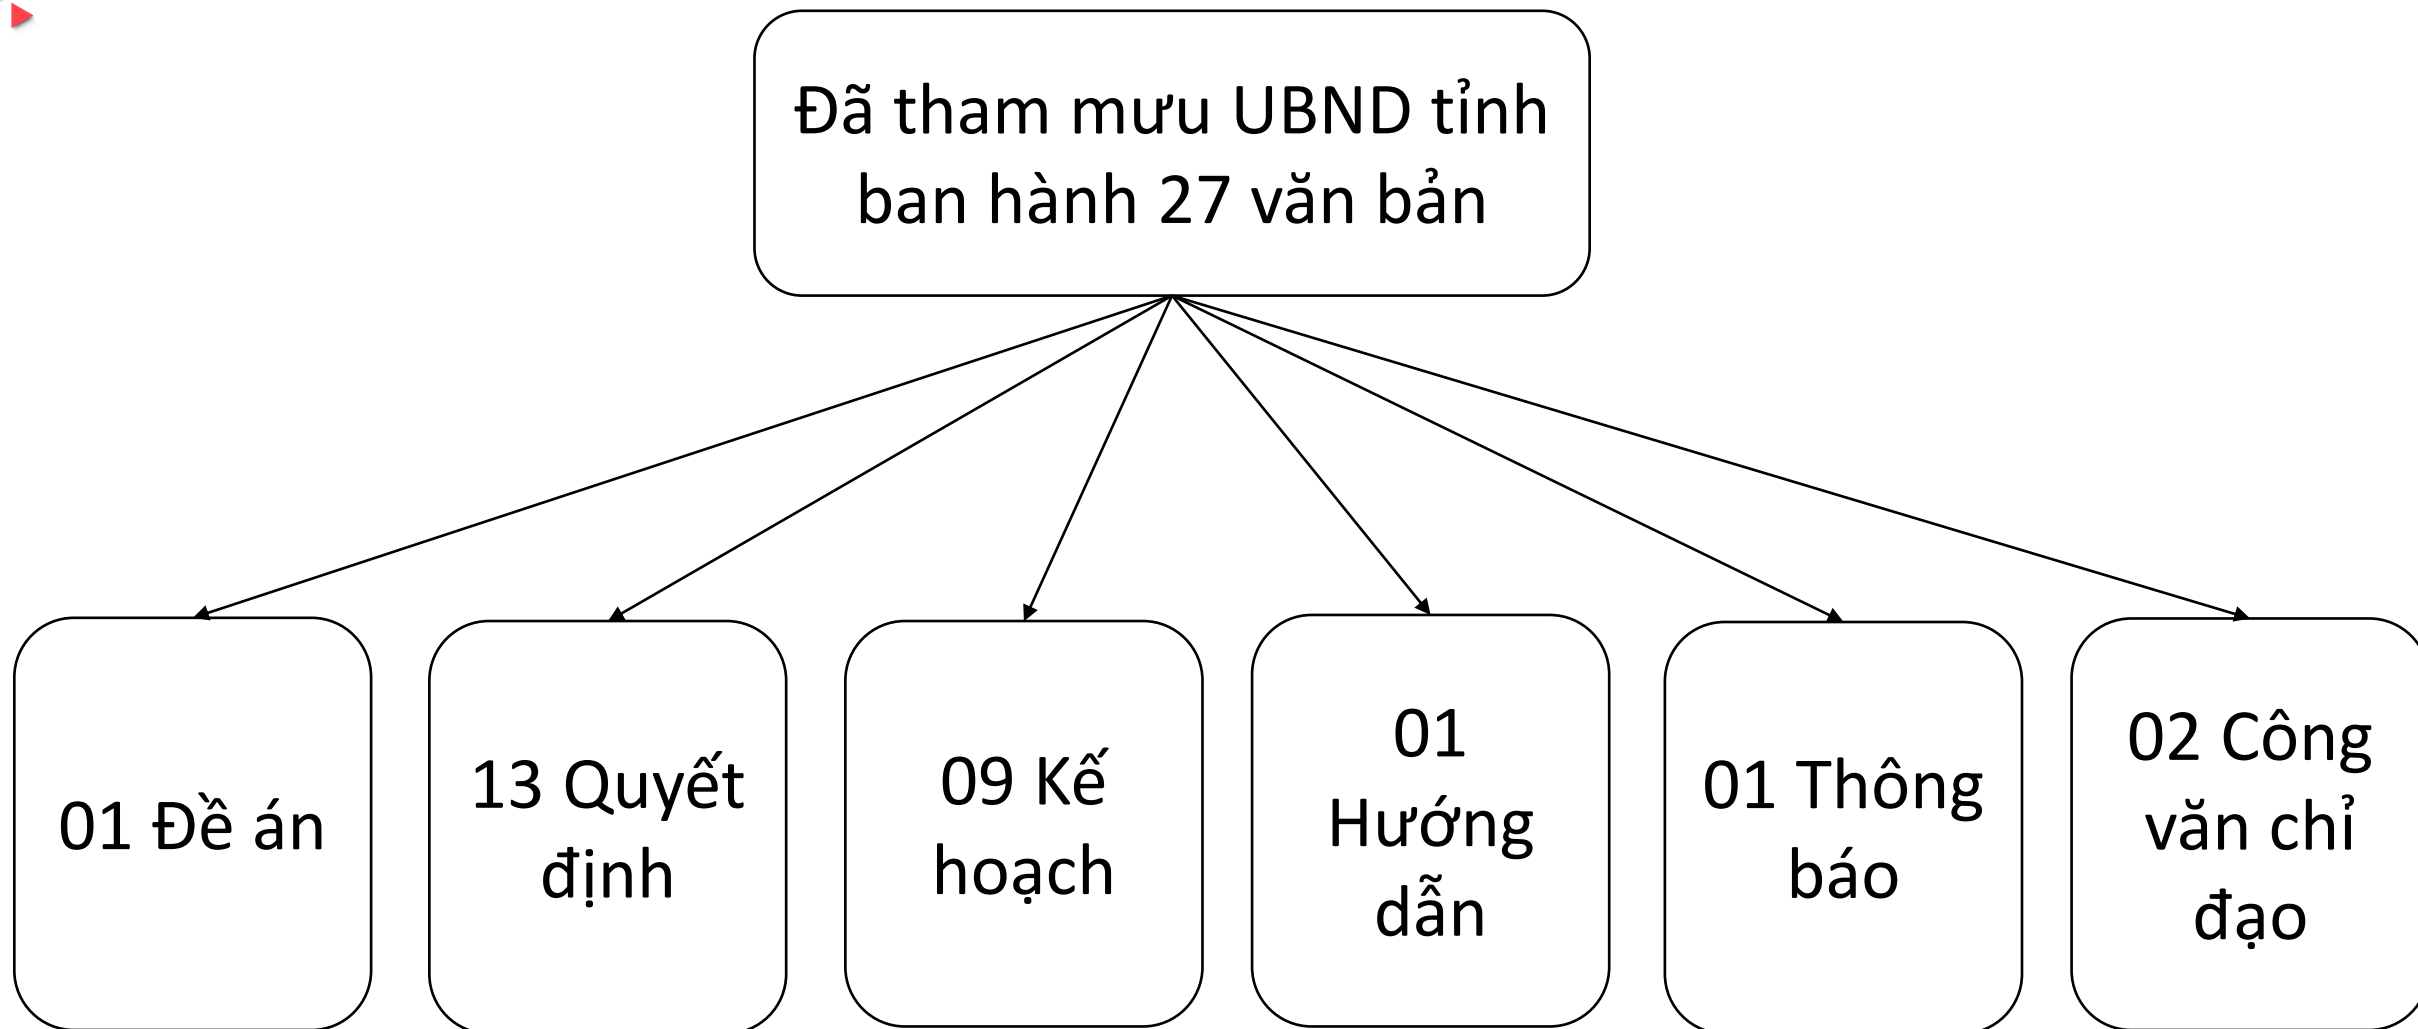 Đã tham mưu UBND tỉnh
ban hành 27 văn bản
01 Đề án
13 Quyết
định
09 Kế
hoạch
01
Hướng
dẫn
01 Thông
báo
02 Công
văn chỉ
đạo